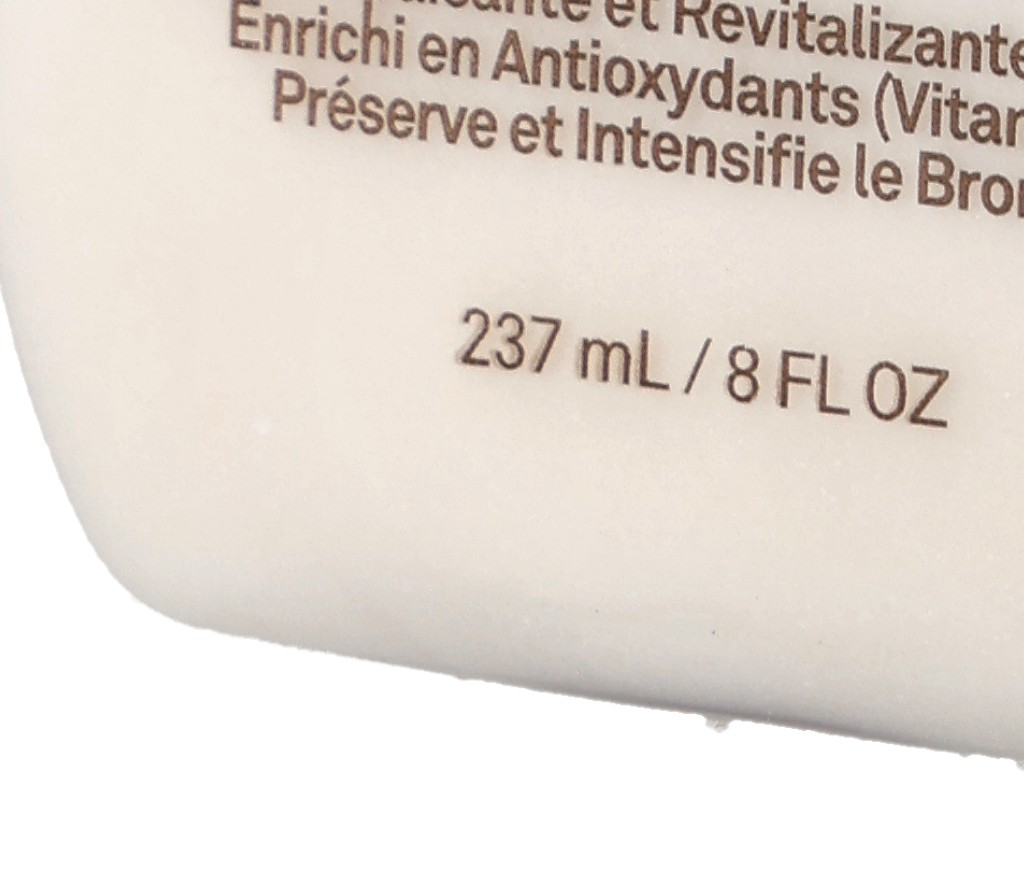 et Revitalizante
Enrichi en Antioxydants
Préserve et Intensifie le
237 mL / 8 FL OZ